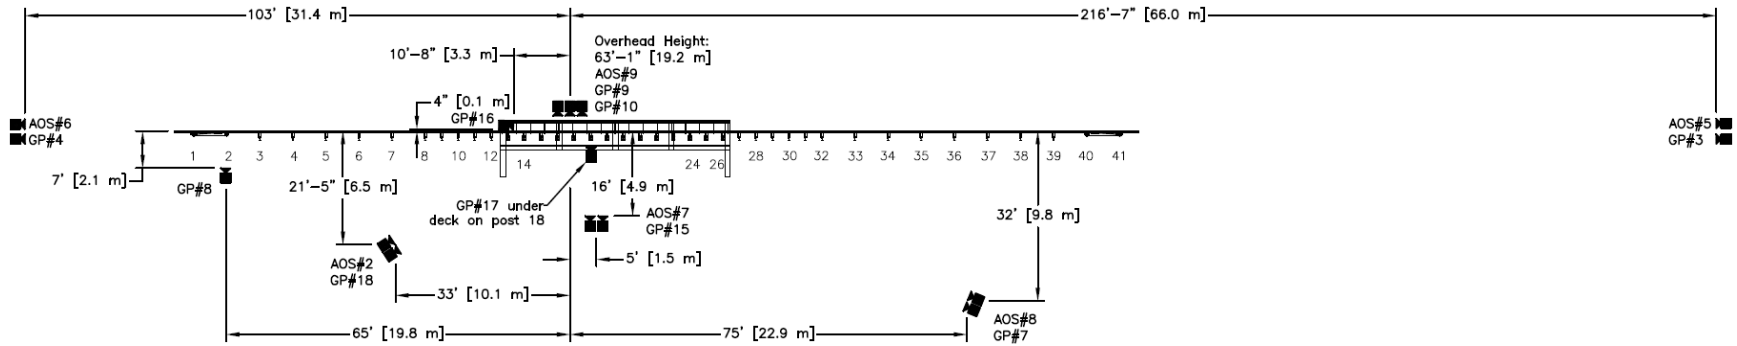 103' [31.4 m]
216'-7" [66.0 m]
10'-8" [3.3 m]
Overhead Height:
63'-1" [19.2 m]
AOS#9
GP#9
GP#10
4" [0.1 m]
GP#16
AOS#6
GP#4
AOS#5
GP#3
1 2 3 4 5 6 7 8 10 12 14 24 26 28 30 32 33 34 35 36 37 38 39 40 41
7' [2.1 m]
GP#8
21'-5" [6.5 m]
16' [4.9 m]
GP#17 under
deck on post 18
AOS#7
GP#15
32' [9.8 m]
AOS#2
GP#18
5' [1.5 m]
33' [10.1 m]
AOS#8
GP#7
65' [19.8 m]
75' [22.9 m]